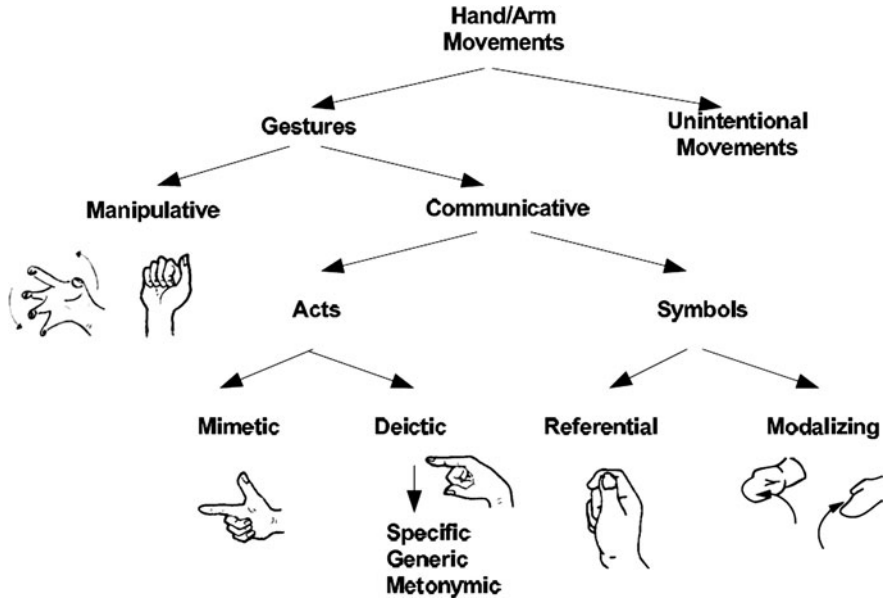 Hand/Arm
Movements
Gestures
Unintentional
Movements
Manipulative
Communicative
Acts
Symbols
Mimetic
Deictic
Referential
Modalizing
Specific
Generic
Metonymic